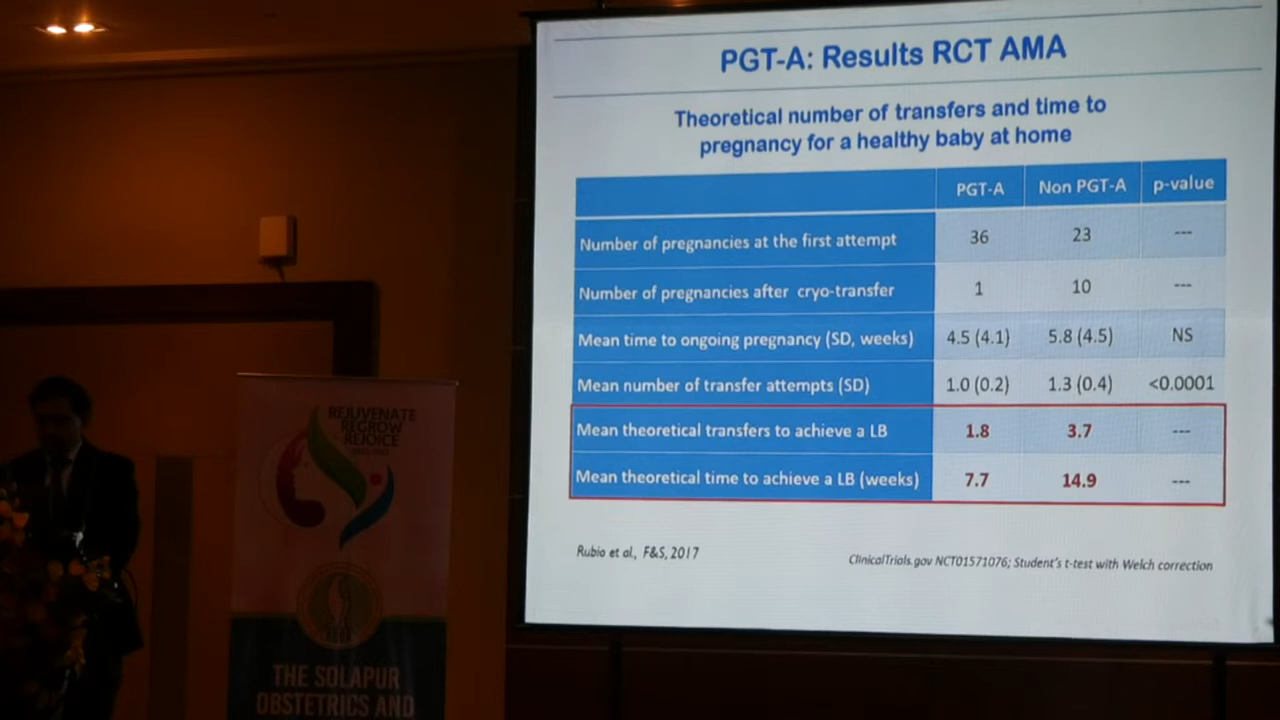 PGT-A: Results RCT AMA
Theoretical number of transfers and time to
pregnancy for a healthy baby at home
PGT-A Non PGT-A p-value
Number of pregnancies at the first attempt 36 23 ---
Number of pregnancies after cryo-transfer 1 10 ---
Mean time to ongoing pregnancy (SD, weeks) 4.5 (4.1) 5.8 (4.5) NS
Mean number of transfer attempts (SD) 1.0 (0.2) 1.3 (0.4) <0.0001
Mean theoretical transfers to achieve a LB 1.8 3.7 ---
Mean theoretical time to achieve a LB (weeks) 7.7 14.9 ---
Rubio et al., F&S, 2017
ClinicalTrials.gov NCT01571076; Student's t-test with Welch correction
REJUVENATE
REGROW
REJOICE
THE SOLAPUR
OBSTETRICS AND